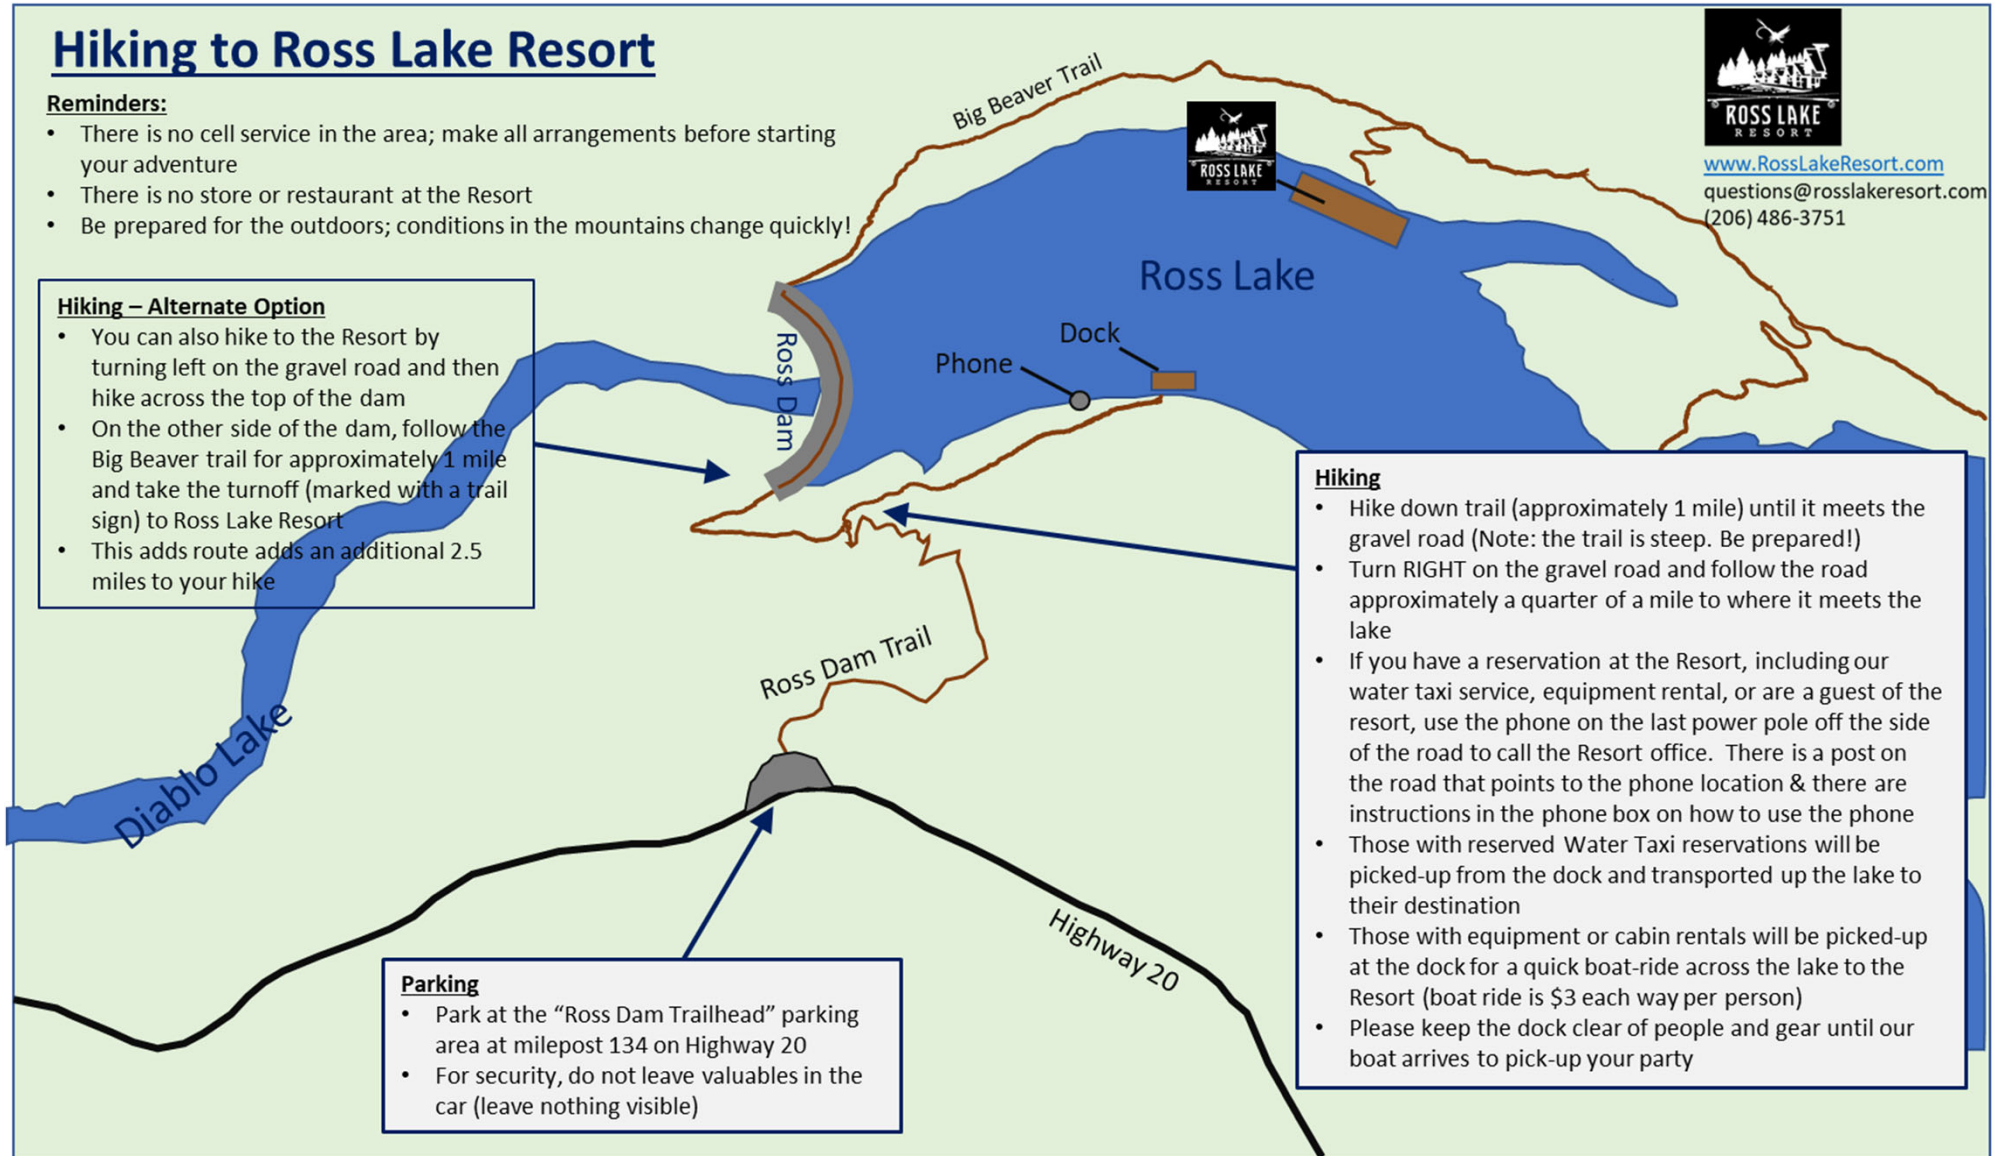 Hiking to Ross Lake Resort
Reminders:
• There is no cell service in the area; make all arrangements before starting
your adventure
• There is no store or restaurant at the Resort
• Be prepared for the outdoors; conditions in the mountains change quickly!
Big Beaver Trail
ROSS LAKE
RESORT
ROSS LAKE
RESORT
www.RossLakeResort.com
questions@rosslakeresort.com
(206) 486-3751
Hiking – Alternate Option
• You can also hike to the Resort by
turning left on the gravel road and then
hike across the top of the dam
• On the other side of the dam, follow the
Big Beaver trail for approximately 1 mile
and take the turnoff (marked with a trail
sign) to Ross Lake Resort
• This adds route adds an additional 2.5
miles to your hike
Ross Dam
Ross Lake
Dock
Phone
Hiking
• Hike down trail (approximately 1 mile) until it meets the
gravel road (Note: the trail is steep. Be prepared!)
• Turn RIGHT on the gravel road and follow the road
approximately a quarter of a mile to where it meets the
lake
• If you have a reservation at the Resort, including our
water taxi service, equipment rental, or are a guest of the
resort, use the phone on the last power pole off the side
of the road to call the Resort office.  There is a post on
the road that points to the phone location & there are
instructions in the phone box on how to use the phone
• Those with reserved Water Taxi reservations will be
picked-up from the dock and transported up the lake to
their destination
• Those with equipment or cabin rentals will be picked-up
at the dock for a quick boat-ride across the lake to the
Resort (boat ride is $3 each way per person)
• Please keep the dock clear of people and gear until our
boat arrives to pick-up your party
Ross Dam Trail
Diablo Lake
Highway 20
Parking
• Park at the “Ross Dam Trailhead” parking
area at milepost 134 on Highway 20
• For security, do not leave valuables in the
car (leave nothing visible)